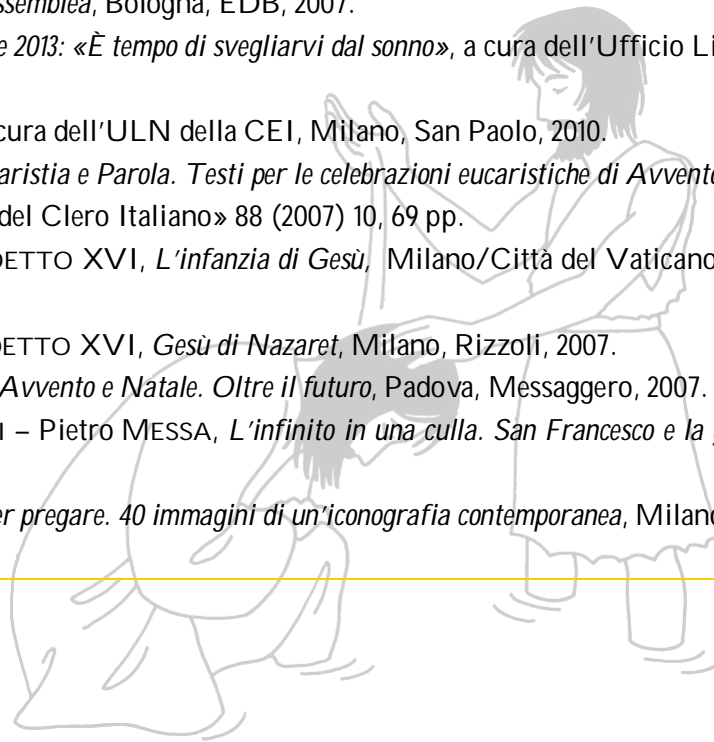 ssemblea, Bologna, EDB, 2007.
e 2013: «È tempo di svegliarvi dal sonno», a cura dell'Ufficio Li
cura dell'ULN della CEI, Milano, San Paolo, 2010.
aristia e Parola. Testi per le celebrazioni eucaristiche di Avvento
del Clero Italiano» 88 (2007) 10, 69 pp.
DETTO XVI, L'infanzia di Gesù, Milano/Città del Vaticano
DETTO XVI, Gesù di Nazaret, Milano, Rizzoli, 2007.
Avvento e Natale. Oltre il futuro, Padova, Messaggero, 2007.
I – Pietro MESSA, L'infinito in una culla. San Francesco e la
er pregare. 40 immagini di un'iconografia contemporanea, Milano